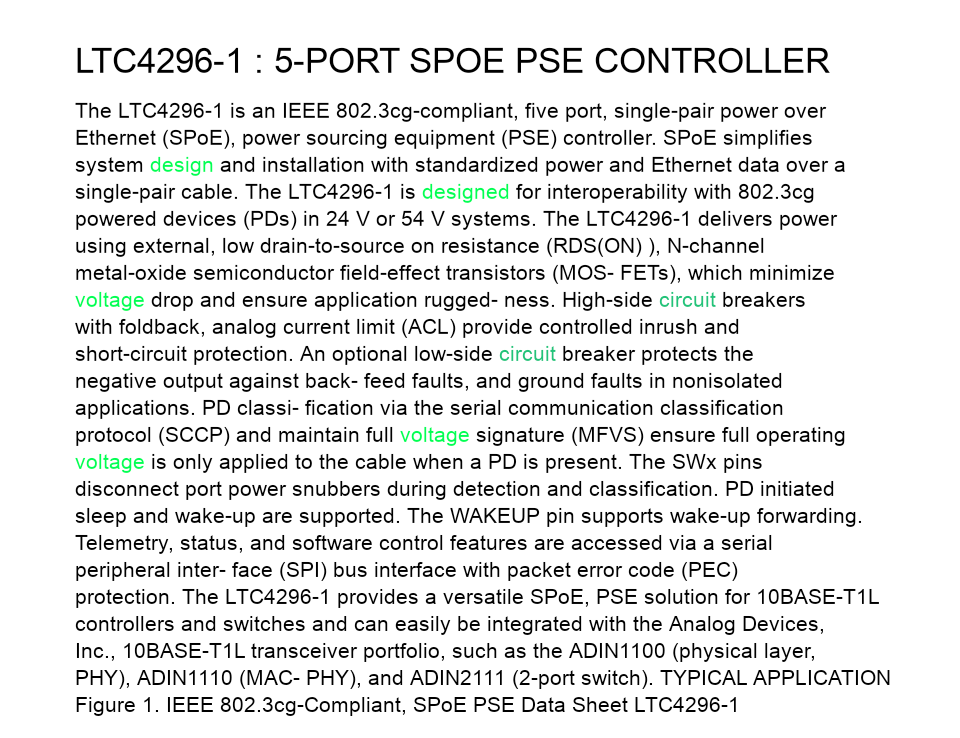 LTC4296-1 : 5-PORT SPOE PSE CONTROLLER
The LTC4296-1 is an IEEE 802.3cg-compliant, five port, single-pair power over
Ethernet (SPoE), power sourcing equipment (PSE) controller. SPoE simplifies
system design and installation with standardized power and Ethernet data over a
single-pair cable. The LTC4296-1 is designed for interoperability with 802.3cg
powered devices (PDs) in 24 V or 54 V systems. The LTC4296-1 delivers power
using external, low drain-to-source on resistance (RDS(ON) ), N-channel
metal-oxide semiconductor field-effect transistors (MOS- FETs), which minimize
voltage drop and ensure application rugged- ness. High-side circuit breakers
with foldback, analog current limit (ACL) provide controlled inrush and
short-circuit protection. An optional low-side circuit breaker protects the
negative output against back- feed faults, and ground faults in nonisolated
applications. PD classi- fication via the serial communication classification
protocol (SCCP) and maintain full voltage signature (MFVS) ensure full operating
voltage is only applied to the cable when a PD is present. The SWx pins
disconnect port power snubbers during detection and classification. PD initiated
sleep and wake-up are supported. The WAKEUP pin supports wake-up forwarding.
Telemetry, status, and software control features are accessed via a serial
peripheral inter- face (SPI) bus interface with packet error code (PEC)
protection. The LTC4296-1 provides a versatile SPoE, PSE solution for 10BASE-T1L
controllers and switches and can easily be integrated with the Analog Devices,
Inc., 10BASE-T1L transceiver portfolio, such as the ADIN1100 (physical layer,
PHY), ADIN1110 (MAC- PHY), and ADIN2111 (2-port switch). TYPICAL APPLICATION
Figure 1. IEEE 802.3cg-Compliant, SPoE PSE Data Sheet LTC4296-1